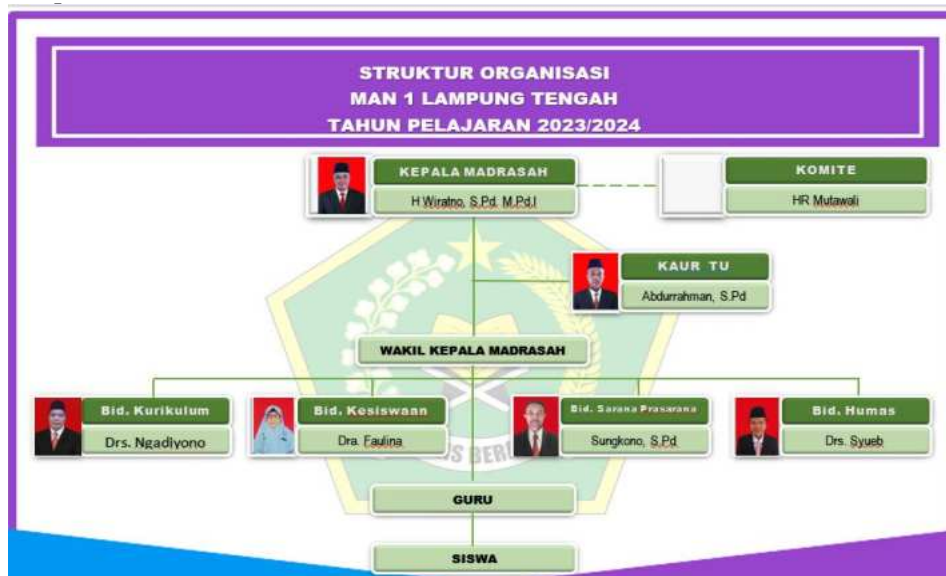 STRUKTUR ORGANISASI
MAN 1 LAMPUNG TENGAH
TAHUN PELAJARAN 2023/2024
KEPALA MADRASAH
H Wiratno, S.Pd. M.Pd.I
KOMITE
HR Mutawali
KAUR TU
Abdurrahman, S.Pd
WAKIL KEPALA MADRASAH
Bid. Kurikulum
Drs. Ngadiyono
Bid. Kesiswaan
Dra. Faulina
Bid. Sarana Prasarana
Sungkono, S.Pd
Bid. Humas
Drs. Syueb
GURU
SISWA